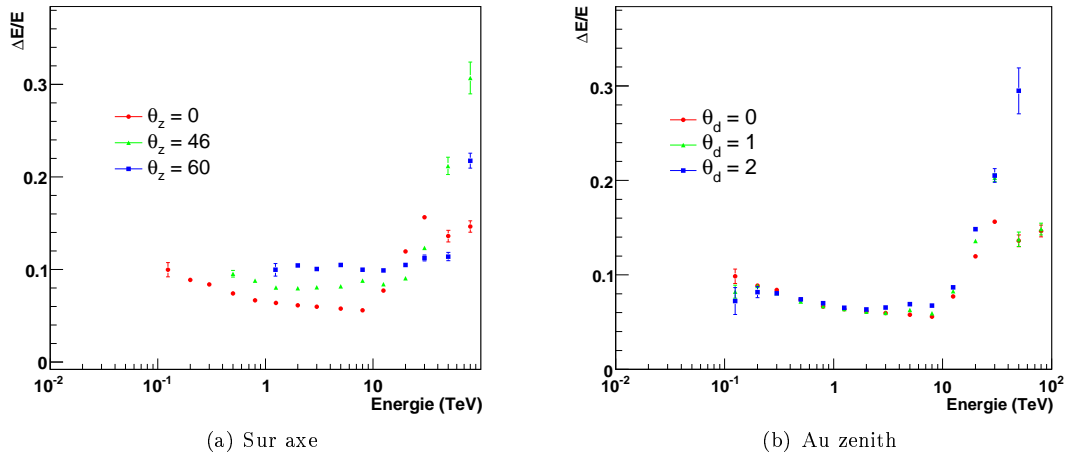 ΔE/E
0.3
0.2
0.1
0
θz = 0
θz = 46
θz = 60
10-2
10-1
1
10
Energie (TeV)
(a) Sur axe
ΔE/E
0.3
0.2
0.1
0
θd = 0
θd = 1
θd = 2
10-2
10-1
1
10
102
Energie (TeV)
(b) Au zenith